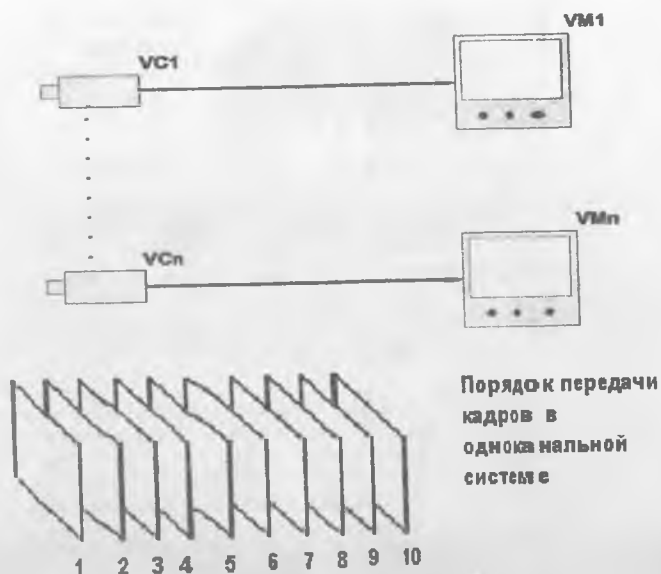 VM1
VC1
VMn
VCn
Порядок передачи
кадров в
одноканальной
системе
1 2 3 4 5 6 7 8 9 10